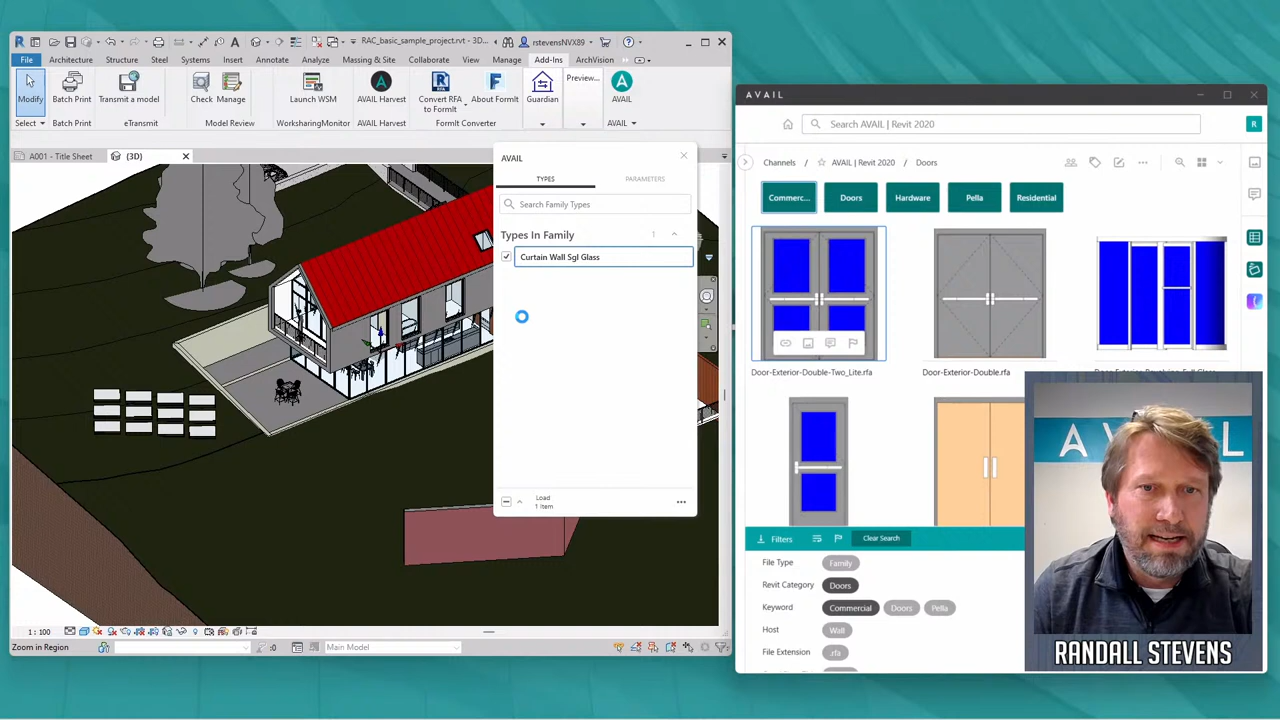 RAC_basic_sample_project.rvt - 3D...
rstevensNVX89
File Architecture Structure Steel Systems Insert Annotate Analyze Massing & Site Collaborate View Manage Add-Ins ArchVision
Modify
Batch Print
Transmit a model
Check
Manage
Launch WSM
AVAIL Harvest
Convert RFA
to FormIt
About FormIt
Guardian
Preview...
AVAIL
Select
Batch Print
eTransmit
Model Review
WorksharingMonitor
AVAIL Harvest
FormIt Converter
AVAIL
A001 - Title Sheet
(3D)
AVAIL
TYPES
PARAMETERS
Search Family Types
Types In Family
1
Curtain Wall Sgl Glass
Load
1 Item
1 : 100
Zoom in Region
:0
Main Model
AVAIL
Search AVAIL | Revit 2020
R
Channels
AVAIL | Revit 2020
Doors
Commerc...
Doors
Hardware
Pella
Residential
Door-Exterior-Double-Two_Lite.rfa
Door-Exterior-Double.rfa
Filters
Clear Search
File Type
Family
Revit Category
Doors
Keyword
Commercial
Doors
Pella
Host
Wall
File Extension
.rfa
A V L
RANDALL STEVENS